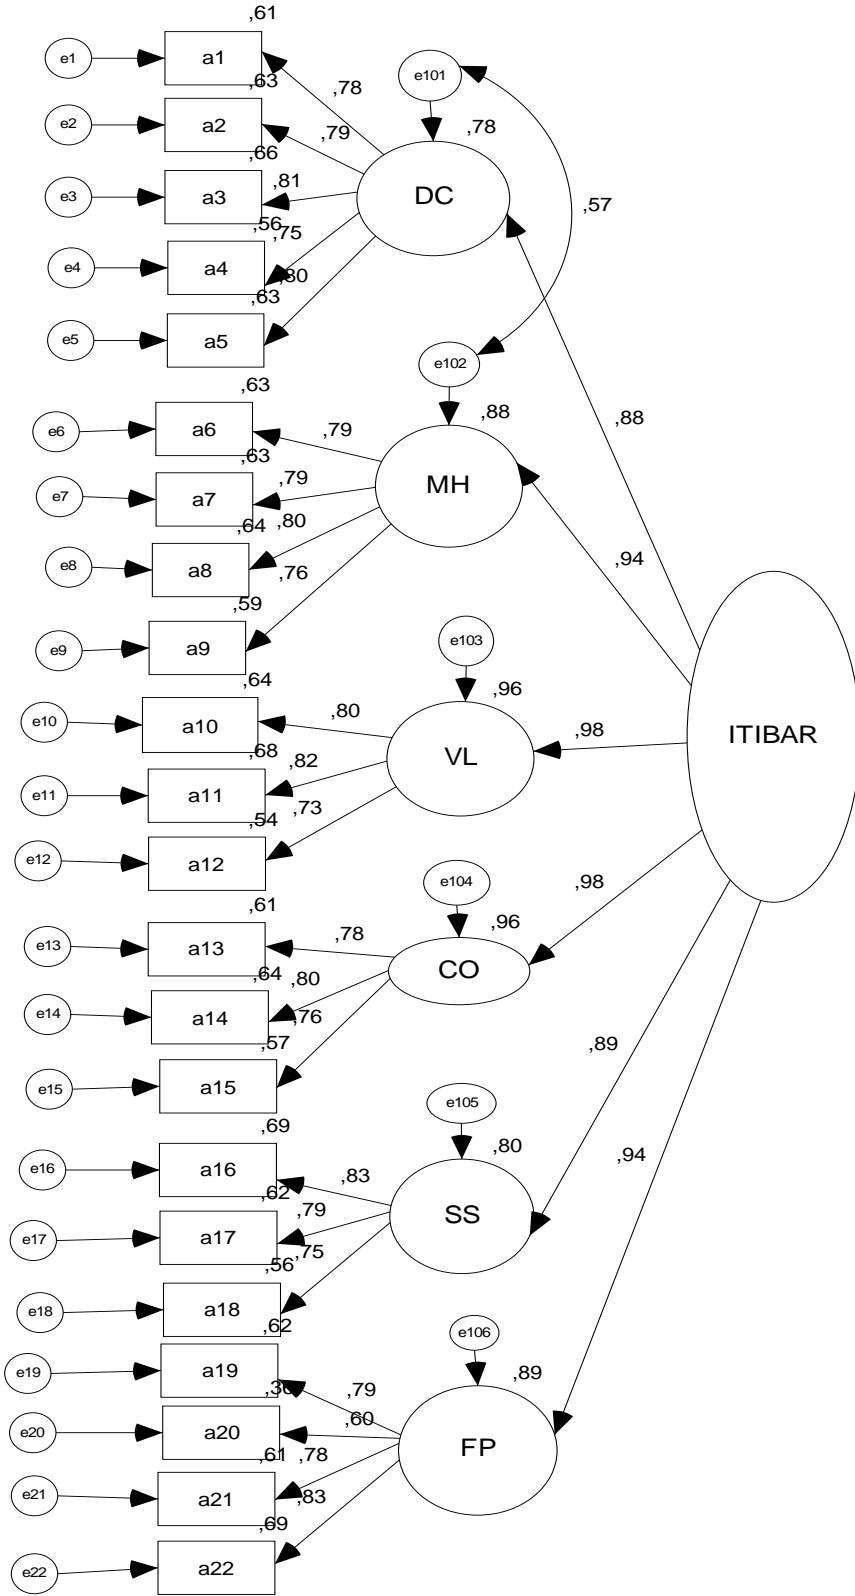 ,61
e1 a1 ,78 e101
,63
e2 a2 ,79 ,78
,66
e3 a3 ,81 DC ,57
,56 ,75
e4 a4 ,80
,63
e5 a5
,63 e102
e6 a6 ,79 ,88 ,88
,63
e7 a7 ,79 MH
,64 ,80
e8 a8 ,76 ,94
,59
e9 a9 e103
,64
e10 a10 ,80 ,96 ,98 ITIBAR
,68
e11 a11 ,82 VL
,54 ,73
e12 a12 e104 ,98
,61
e13 a13 ,78 ,96
,64 ,80 CO
e14 a14 ,76
,57 ,89
e15 a15 e105
,69
e16 a16 ,83 ,80 ,94
,62
e17 a17 ,79 SS
,56 ,75
e18 a18
,62 e106
e19 a19 ,79 ,89
,36
e20 a20 ,60 FP
,61 ,78
e21 a21 ,83
,69
e22 a22